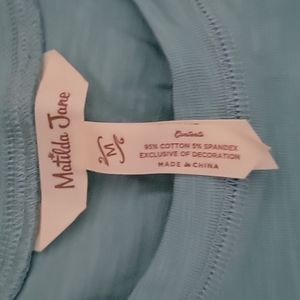 Matilda Jane
M
Contents
95% COTTON 5% SPANDEX
EXCLUSIVE OF DECORATION
MADE IN CHINA